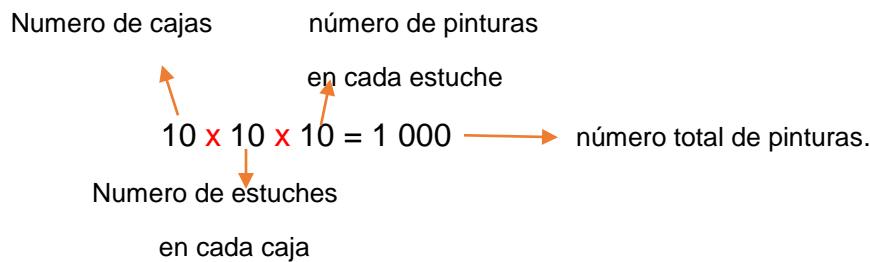 Numero de cajas número de pinturas
en cada estuche
10 x 10 x 10 = 1 000 número total de pinturas.
Numero de estuches
en cada caja